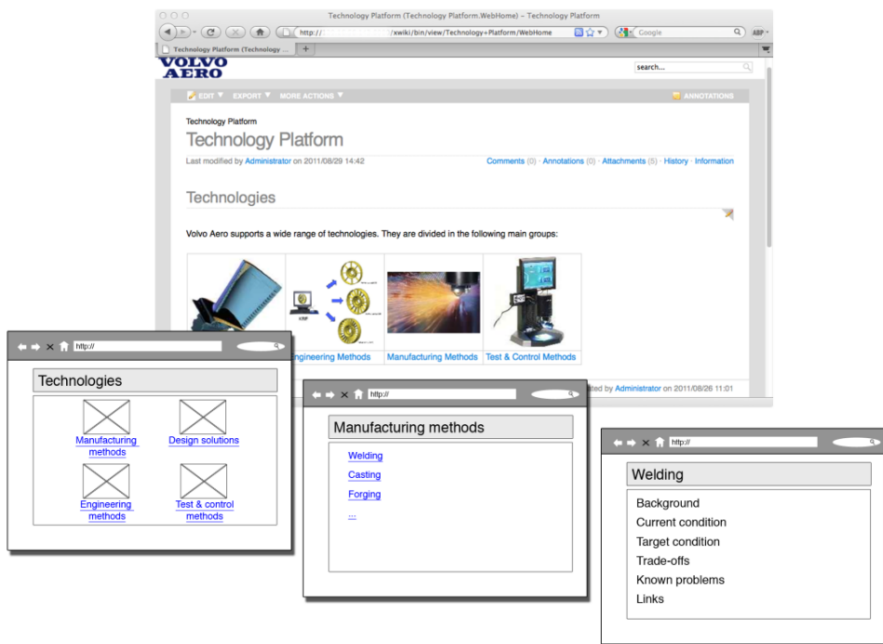 Technology Platform (Technology Platform.WebHome) – Technology Platform
http:// /xwiki/bin/view/Technology+Platform/WebHome
Google
ABP
Technology Platform (Technology ...
VOLVO
AERO
search...
EDIT EXPORT MORE ACTIONS ANNOTATIONS
Technology Platform
Technology Platform
Last modified by Administrator on 2011/08/29 14:42
Comments (0) · Annotations (0) · Attachments (5) · History · Information
Technologies
Volvo Aero supports a wide range of technologies. They are divided in the following main groups:
ngineering Methods
Manufacturing Methods
Test & Control Methods
ted by Administrator on 2011/08/26 11:01
http://
Technologies
Manufacturing
methods
Design solutions
Engineering
methods
Test & control
methods
http://
Manufacturing methods
Welding
Casting
Forging
...
http://
Welding
Background
Current condition
Target condition
Trade-offs
Known problems
Links